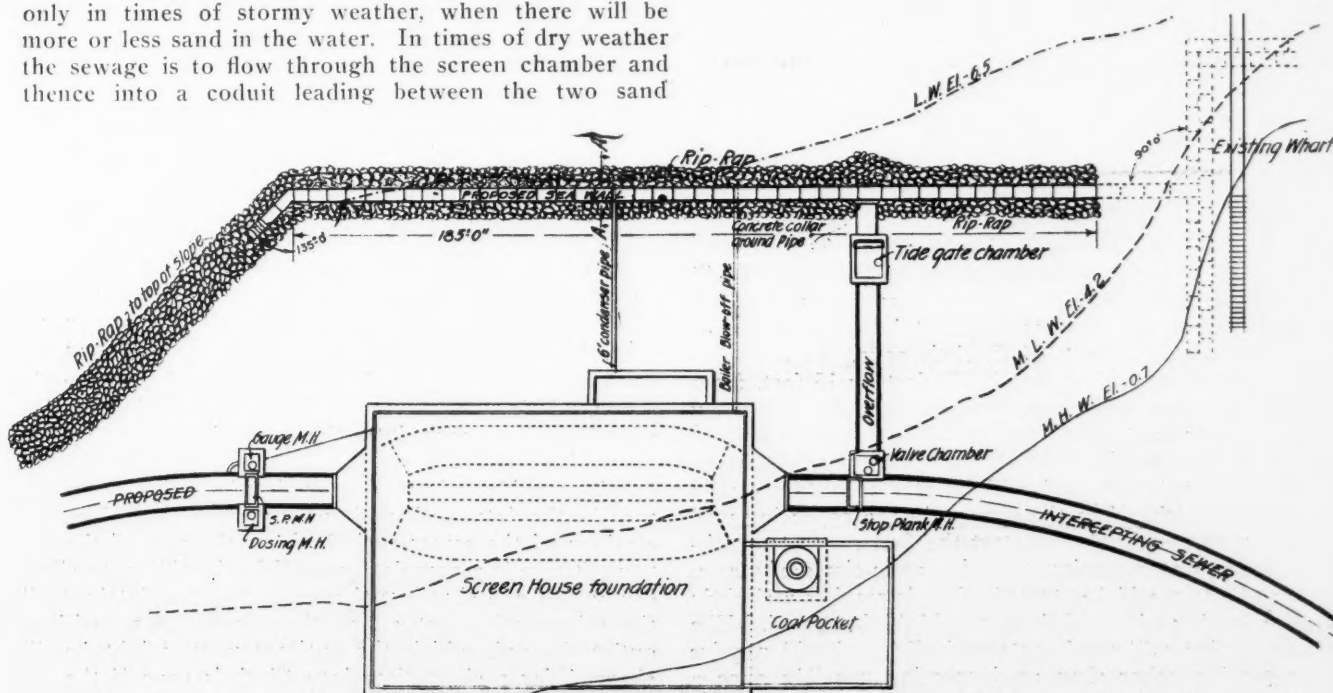 only in times of stormy weather, when there will be
more or less sand in the water. In times of dry weather
the sewage is to flow through the screen chamber and
thence into a coduit leading between the two sand
L.W. El.-6.5
Existing Wharf
90°0'
Rip-Rap
A
PROPOSED SEA WALL
A
185'0"
135°0'
Concrete collar
around Pipe
Rip-Rap
Tide gate chamber
Rip-Rap to top of slope
6" condenser pipe
Boiler Blow-off pipe
M. L. W. El.-4.2
Overflow
M. H. W. El.-0.7
Gauge M.H.
Valve Chamber
PROPOSED
S.P.M.H.
Dosing M.H.
Stop Plank M.H.
INTERCEPTING SEWER
Screen House foundation
Coal Pocket